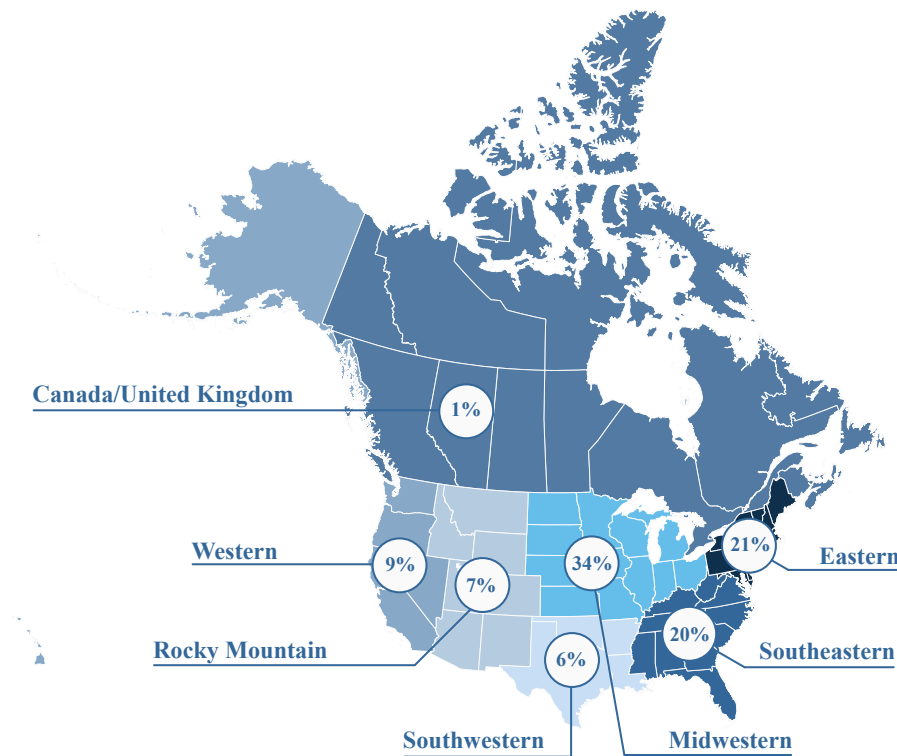 Canada/United Kingdom
1%
Western
9%
34%
21%
Eastern
7%
Rocky Mountain
6%
20%
Southeastern
Southwestern
Midwestern